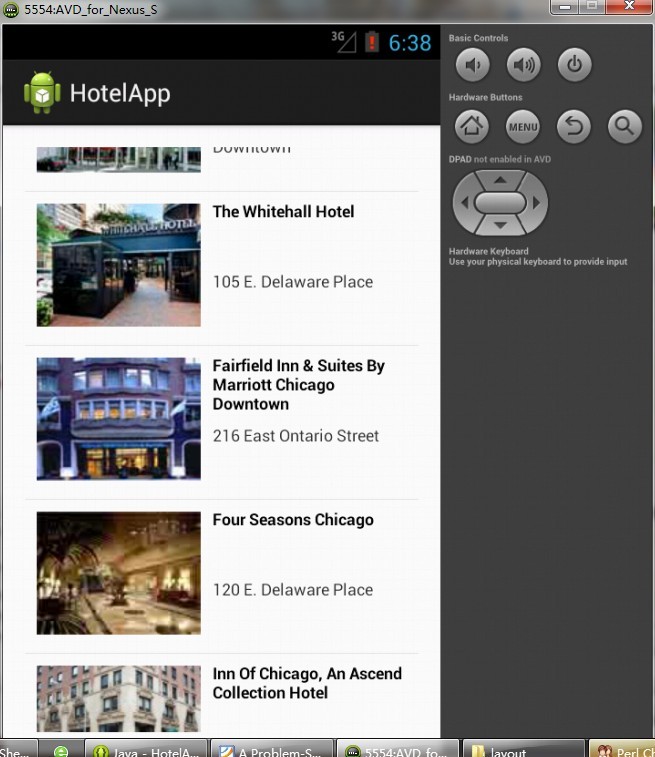 5554:AVD_for_Nexus_S
3G
6:38
HotelApp
Downtown
WHITEHALL HOTEL
The Whitehall Hotel
105 E. Delaware Place
Fairfield Inn & Suites By
Marriott Chicago
Downtown
216 East Ontario Street
Four Seasons Chicago
120 E. Delaware Place
Inn Of Chicago, An Ascend
Collection Hotel
Basic Controls
Hardware Buttons
MENU
DPAD not enabled in AVD
Hardware Keyboard
Use your physical keyboard to provide input
She...
Java - HotelA...
A Problem-S...
5554:AVD_fo...
layout
Perl Ch